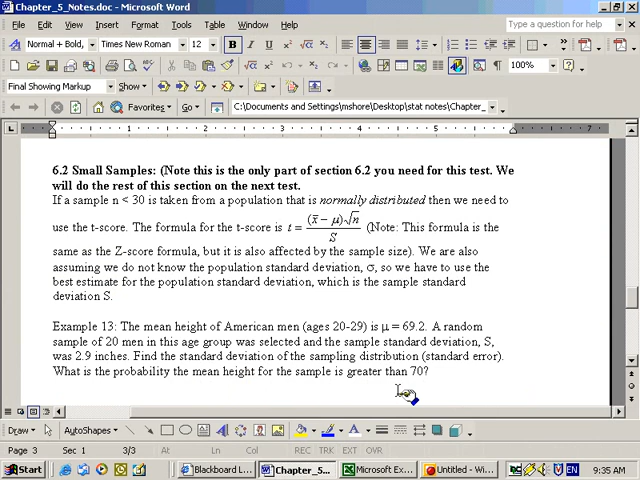 Chapter_5_Notes.doc - Microsoft Word
File Edit View Insert Format Tools Table Window Help Type a question for help
Normal + Bold Times New Roman 12 B I U
100%
Final Showing Markup Show
Favorites Go C:\Documents and Settings\mshore\Desktop\stat notes\Chapter_
1 2 3 4 5 6 7
6.2 Small Samples: (Note this is the only part of section 6.2 you need for this test. We
will do the rest of this section on the next test.
If a sample n < 30 is taken from a population that is normally distributed then we need to
use the t-score. The formula for the t-score is t = (x̄ − μ)√n / S (Note: This formula is the
same as the Z-score formula, but it is also affected by the sample size). We are also
assuming we do not know the population standard deviation, σ, so we have to use the
best estimate for the population standard deviation, which is the sample standard
deviation S.
Example 13: The mean height of American men (ages 20-29) is μ = 69.2. A random
sample of 20 men in this age group was selected and the sample standard deviation, S,
was 2.9 inches. Find the standard deviation of the sampling distribution (standard error).
What is the probability the mean height for the sample is greater than 70?
Draw AutoShapes
Page 3 Sec 1 3/3 REC TRK EXT OVR
Start Blackboard L... Chapter_5... Microsoft Ex... Untitled - Wi... EN 9:35 AM